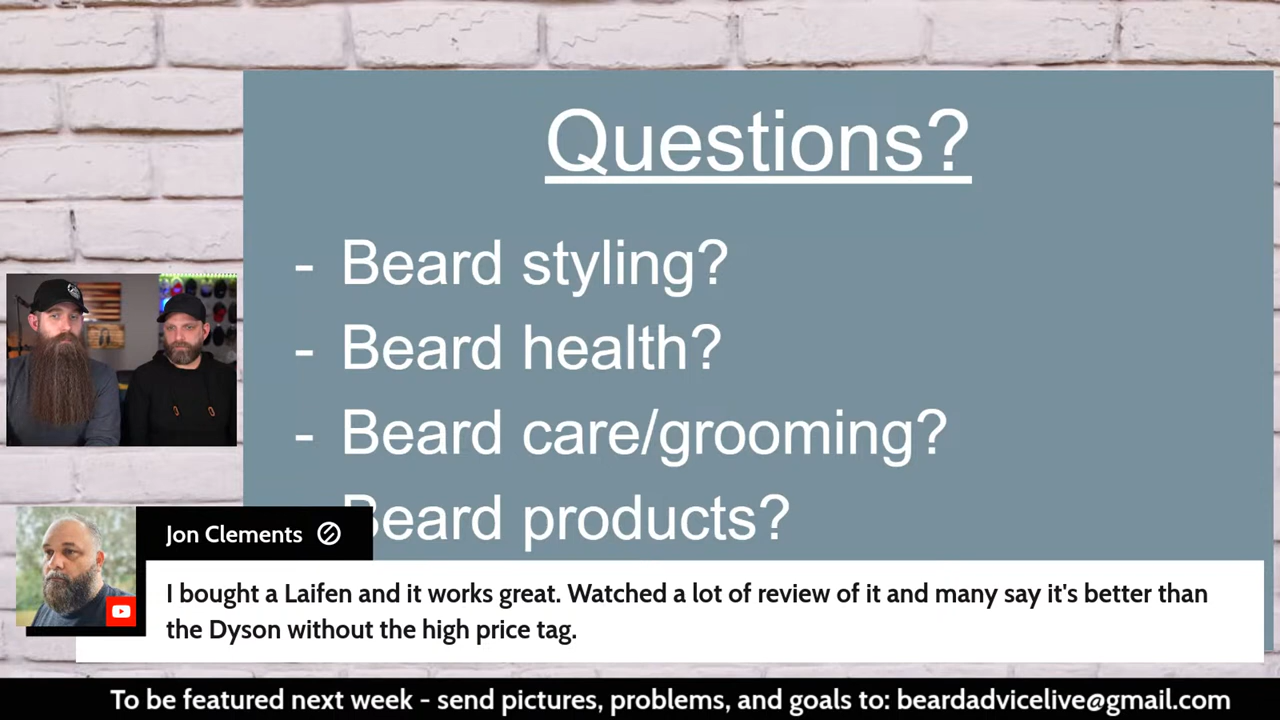 Questions?
- Beard styling?
- Beard health?
- Beard care/grooming?
Beard products?
Jon Clements
I bought a Laifen and it works great. Watched a lot of review of it and many say it's better than
the Dyson without the high price tag.
To be featured next week - send pictures, problems, and goals to: beardadvicelive@gmail.com